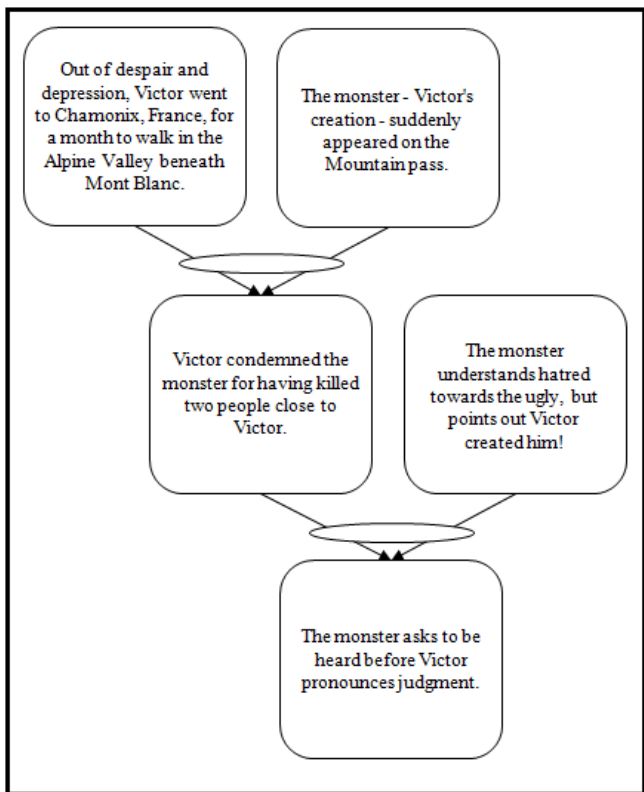 Out of despair and
depression, Victor went
to Chamonix, France, for
a month to walk in the
Alpine Valley beneath
Mont Blanc.
The monster - Victor's
creation - suddenly
appeared on the
Mountain pass.
Victor condemned the
monster for having killed
two people close to
Victor.
The monster
understands hatred
towards the ugly, but
points out Victor
created him!
The monster asks to be
heard before Victor
pronounces judgment.